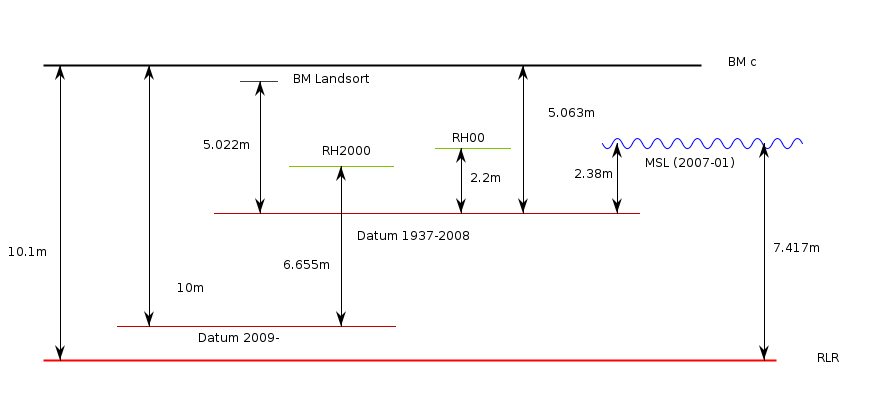 BM c
BM Landsort
5.063m
RH00
5.022m
RH2000
MSL (2007-01)
2.38m
2.2m
Datum 1937-2008
10.1m
7.417m
6.655m
10m
Datum 2009-
RLR